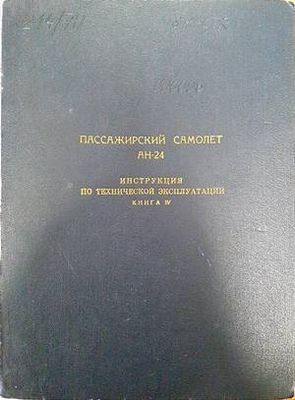 ПАССАЖИРСКИЙ САМОЛЕТ
АН-24
ИНСТРУКЦИЯ
ПО ТЕХНИЧЕСКОЙ ЭКСПЛУАТАЦИИ
КНИГА IV